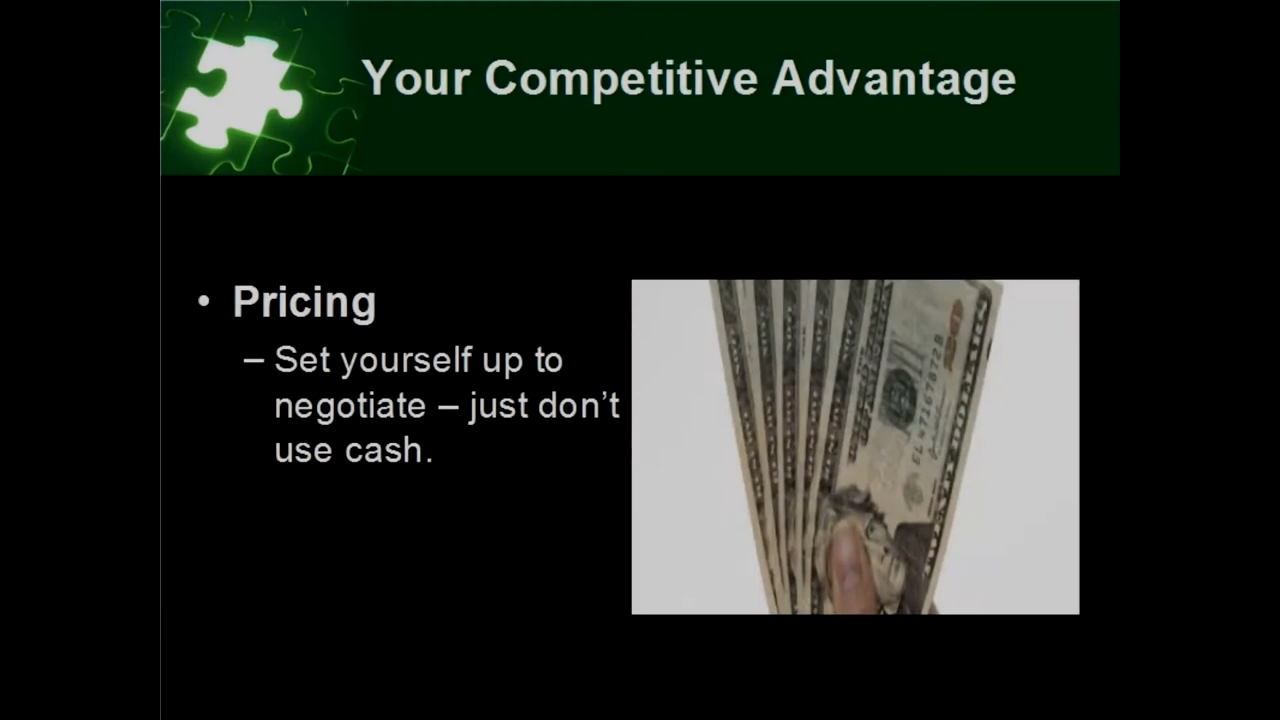 Your Competitive Advantage
• Pricing
– Set yourself up to
negotiate – just don’t
use cash.